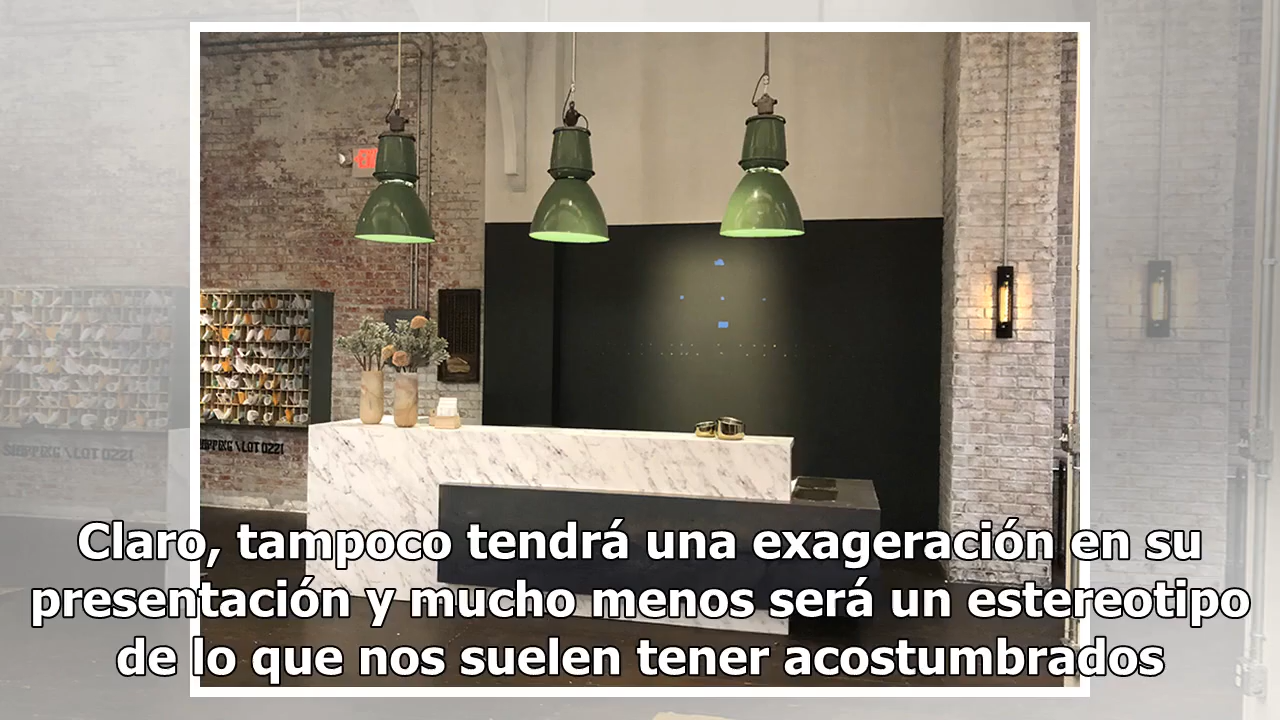 Claro, tampoco tendrá una exageración en su
presentación y mucho menos será un estereotipo
de lo que nos suelen tener acostumbrados